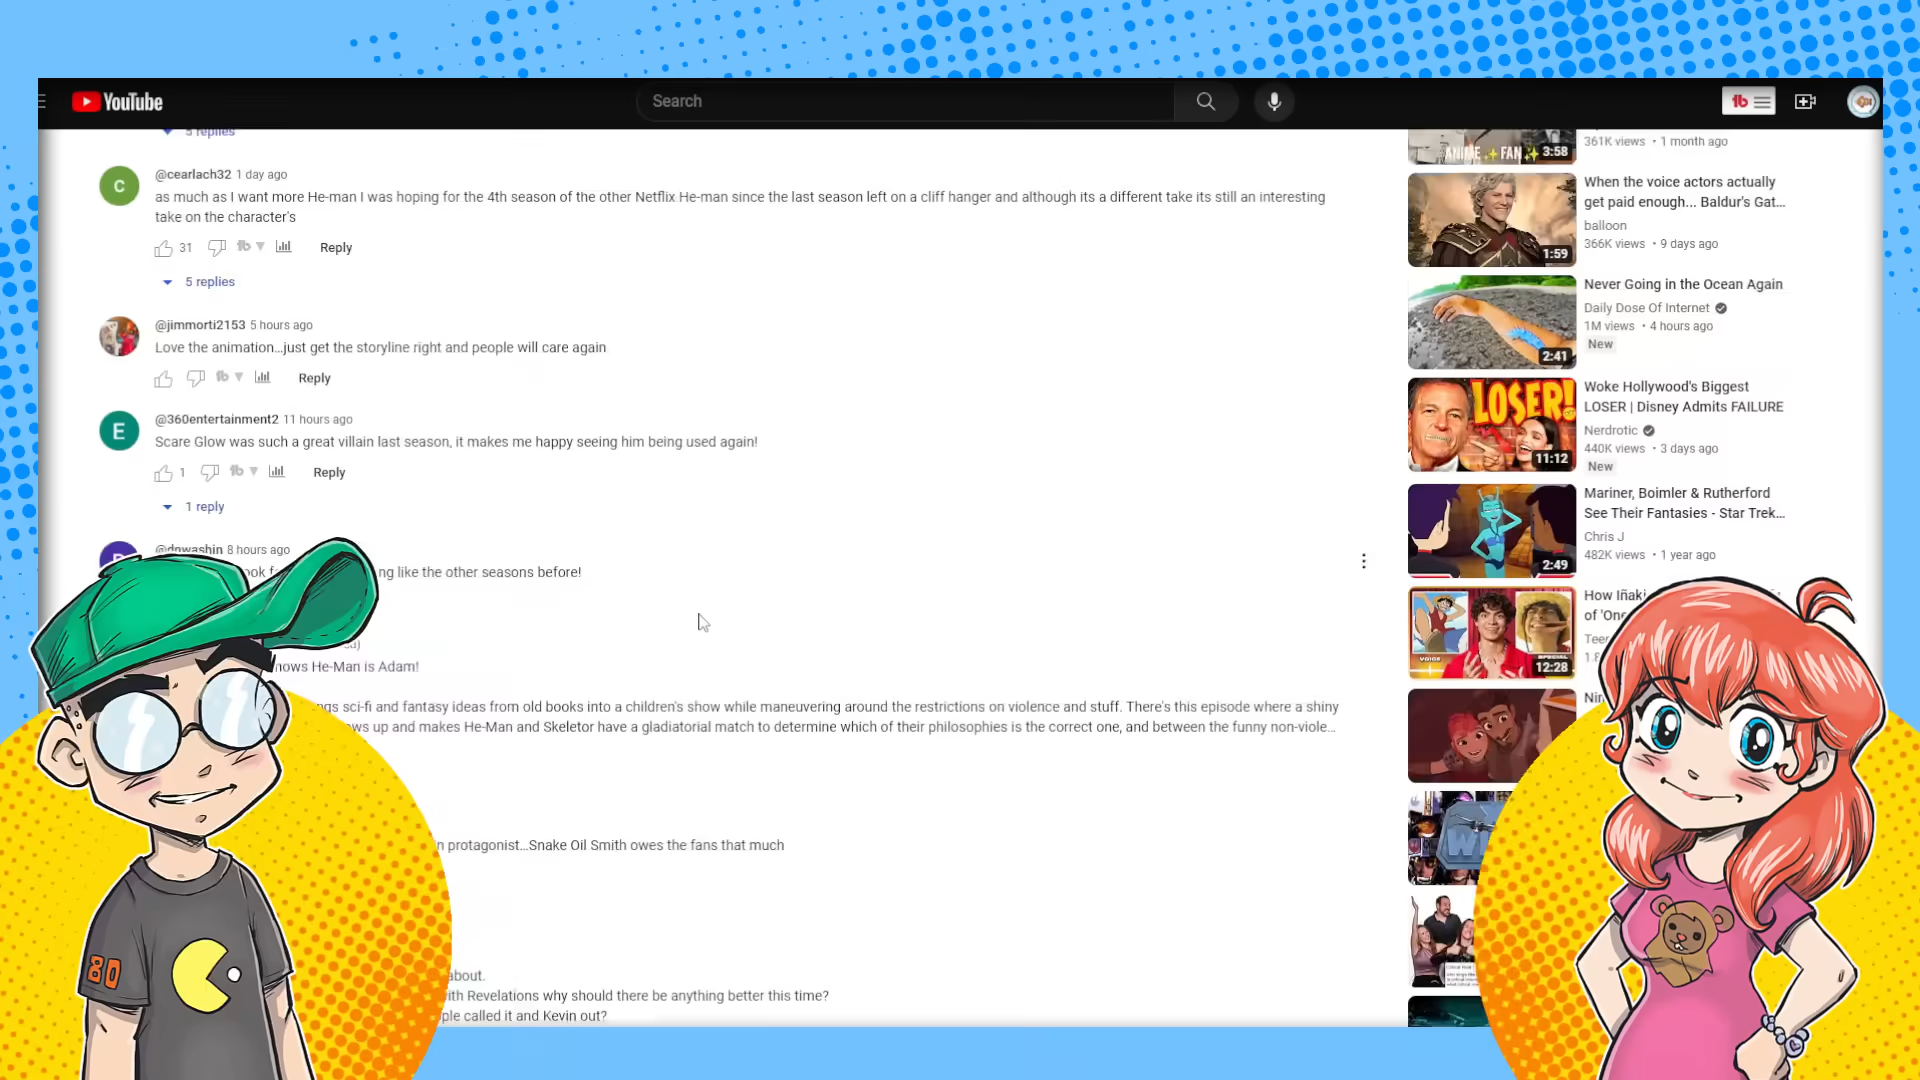 YouTube
Search
5 replies
@cearlach32 1 day ago
as much as I want more He-man I was hoping for the 4th season of the other Netflix He-man since the last season left on a cliff hanger and although its a different take its still an interesting
take on the character's
31
Reply
5 replies
@jimmorti2153 5 hours ago
Love the animation...just get the storyline right and people will care again
Reply
E
@360entertainment2 11 hours ago
Scare Glow was such a great villain last season, it makes me happy seeing him being used again!
1
Reply
1 reply
@dnwashin 8 hours ago
ng like the other seasons before!
nows He-Man is Adam!
ngs sci-fi and fantasy ideas from old books into a children's show while maneuvering around the restrictions on violence and stuff. There's this episode where a shiny
ws up and makes He-Man and Skeletor have a gladiatorial match to determine which of their philosophies is the correct one, and between the funny non-viole...
n protagonist...Snake Oil Smith owes the fans that much
about.
ith Revelations why should there be anything better this time?
ple called it and Kevin out?
C
tb
ANIME FAN
3:58
361K views • 1 month ago
When the voice actors actually
get paid enough... Baldur's Gat...
balloon
366K views • 9 days ago
1:59
Never Going in the Ocean Again
Daily Dose Of Internet
1M views • 4 hours ago
New
2:41
Woke Hollywood's Biggest
LOSER | Disney Admits FAILURE
Nerdrotic
440K views • 3 days ago
New
LOSER!
11:12
Mariner, Boimler & Rutherford
See Their Fantasies - Star Trek...
Chris J
482K views • 1 year ago
2:49
How Iñaki
of 'One
Teen
1.8
VOICE
SPECIAL
12:28
Nir
80